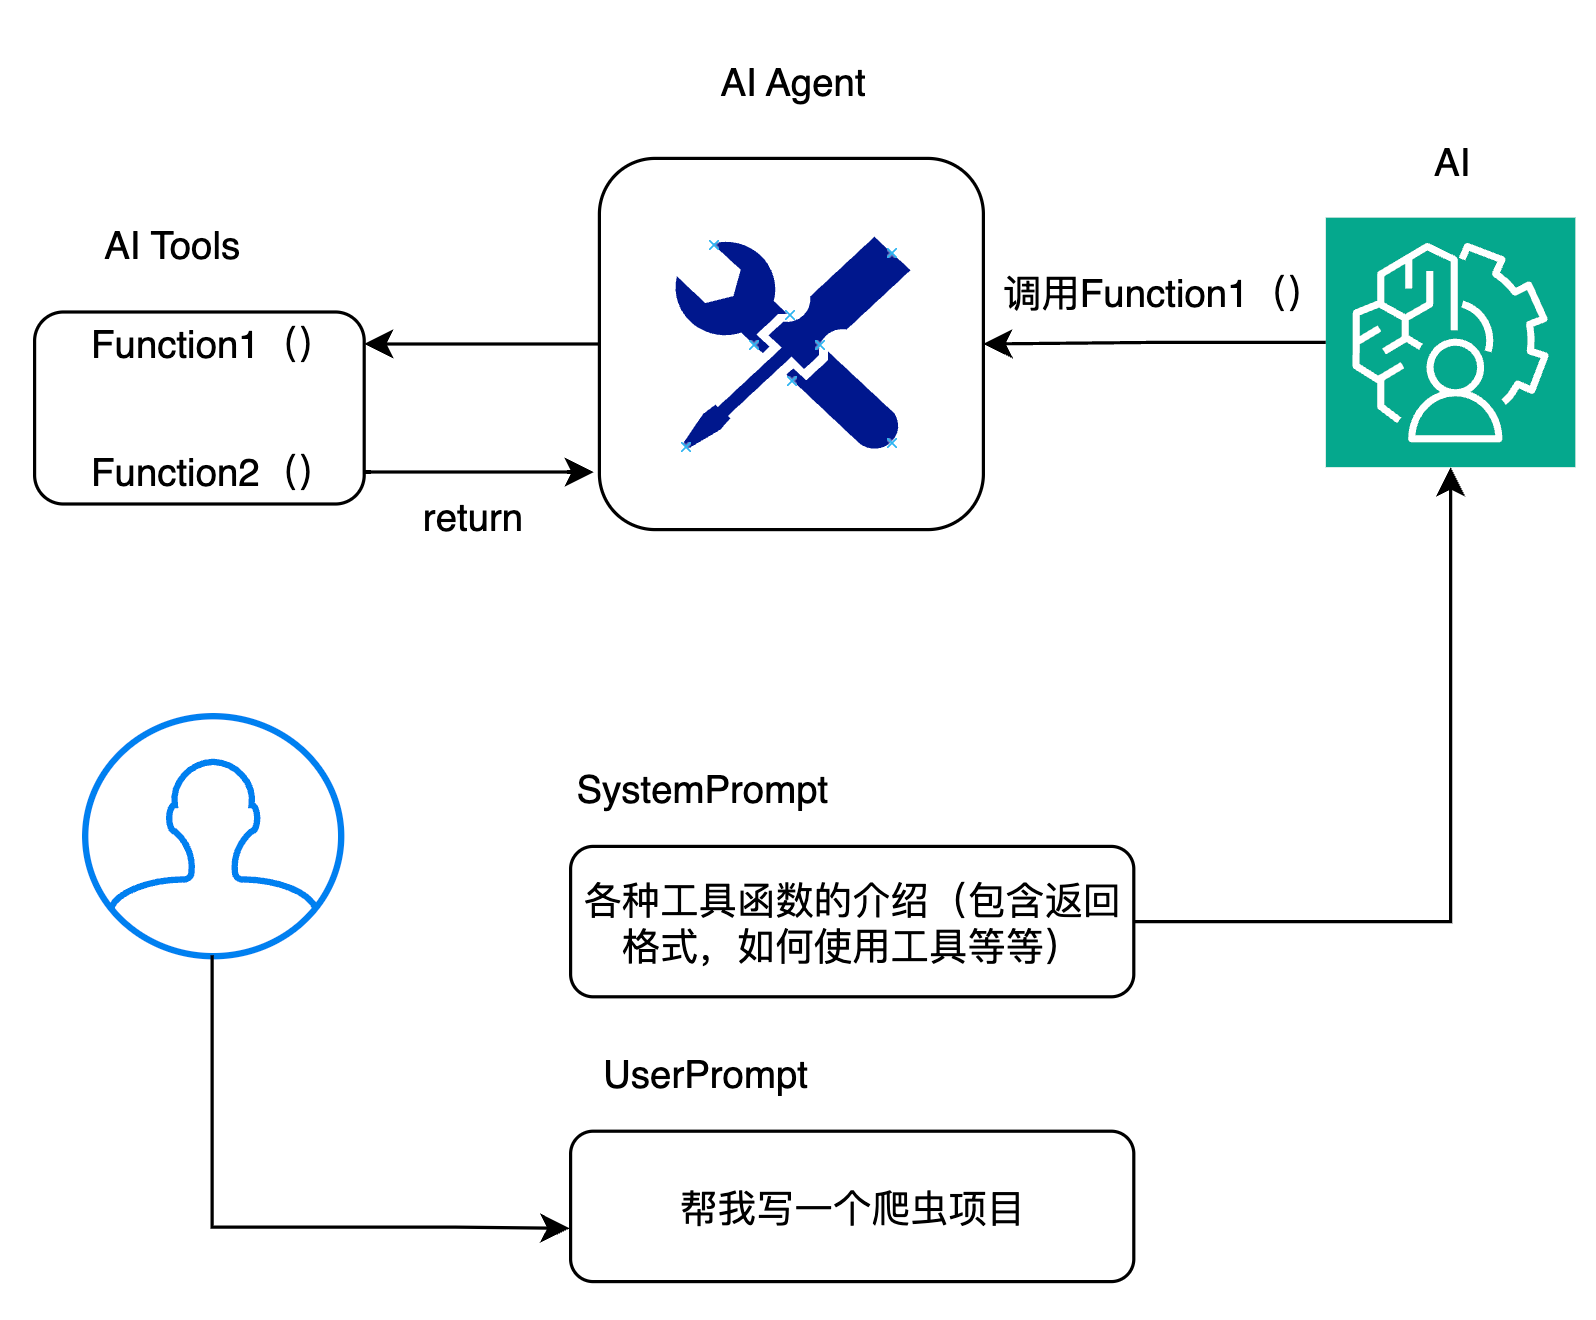 AI Agent
AI
AI Tools
调用Function1（）
Function1（）
Function2（）
return
SystemPrompt
各种工具函数的介绍（包含返回
格式，如何使用工具等等）
UserPrompt
帮我写一个爬虫项目